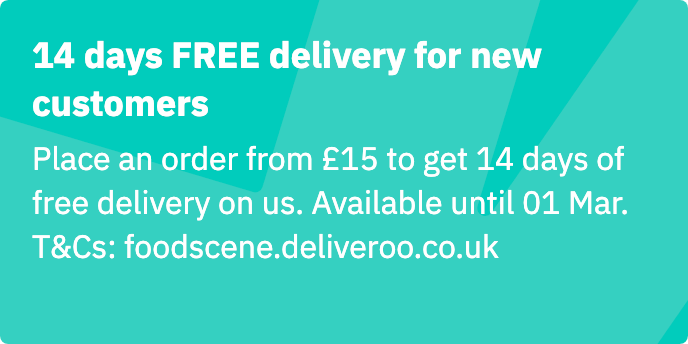 14 days FREE delivery for new
customers
Place an order from £15 to get 14 days of
free delivery on us. Available until 01 Mar.
T&Cs: foodscene.deliveroo.co.uk